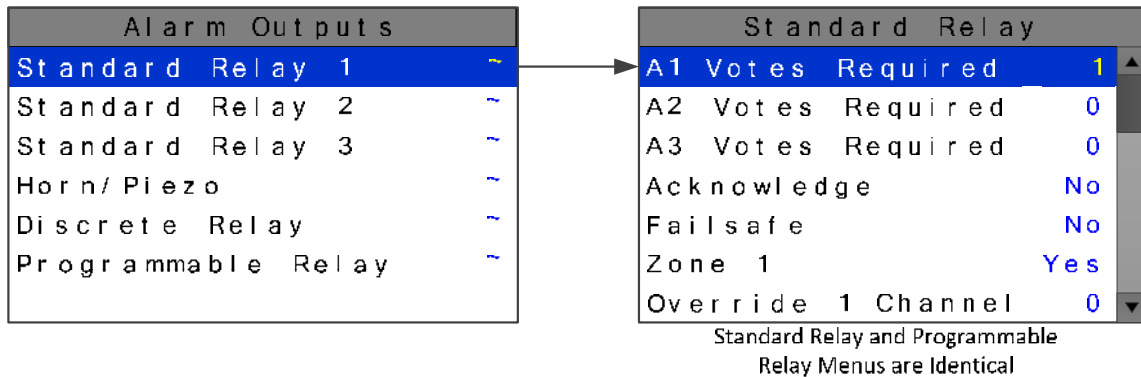 Alarm Outputs
Standard Relay 1 ~
Standard Relay 2 ~
Standard Relay 3 ~
Horn/Piezo ~
Discrete Relay ~
Programmable Relay ~
Standard Relay
A1 Votes Required 1
A2 Votes Required 0
A3 Votes Required 0
Acknowledge No
Failsafe No
Zone 1 Yes
Override 1 Channel 0
Standard Relay and Programmable
Relay Menus are Identical